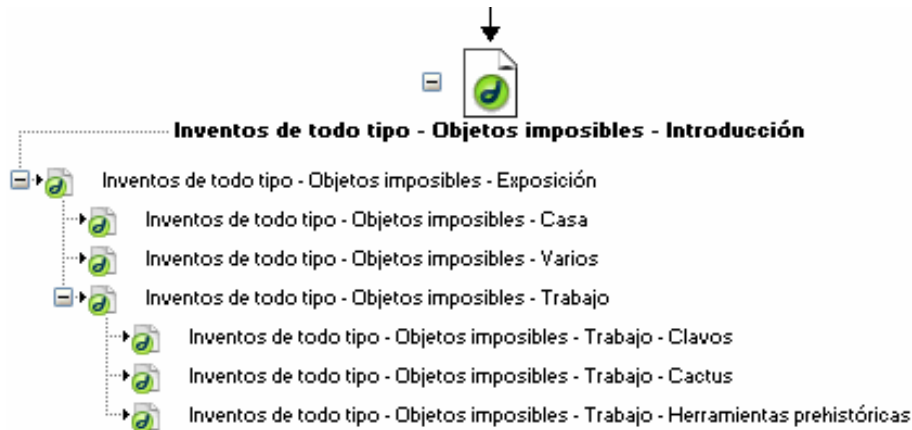 Inventos de todo tipo - Objetos imposibles - Introducción
Inventos de todo tipo - Objetos imposibles - Exposición
Inventos de todo tipo - Objetos imposibles - Casa
Inventos de todo tipo - Objetos imposibles - Varios
Inventos de todo tipo - Objetos imposibles - Trabajo
Inventos de todo tipo - Objetos imposibles - Trabajo - Clavos
Inventos de todo tipo - Objetos imposibles - Trabajo - Cactus
Inventos de todo tipo - Objetos imposibles - Trabajo - Herramientas prehistóricas